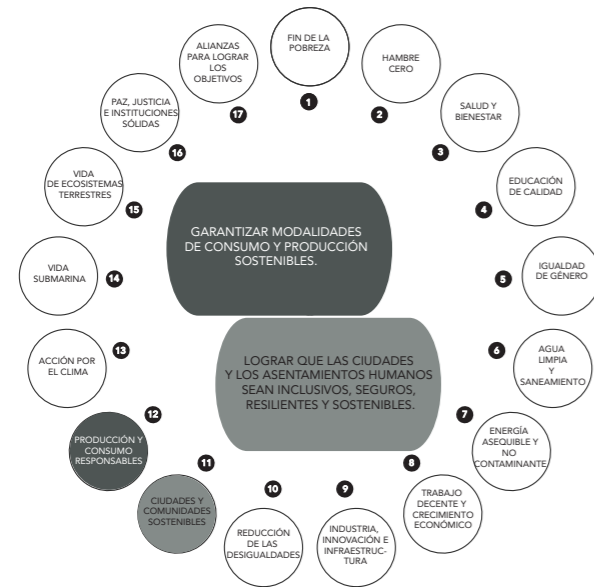 FIN DE LA
POBREZA
1
HAMBRE
CERO
2
SALUD Y
BIENESTAR
3
EDUCACIÓN
DE CALIDAD
4
IGUALDAD
DE GÉNERO
5
AGUA
LIMPIA
Y
SANEAMIENTO
6
ENERGÍA
ASEQUIBLE Y
NO
CONTAMINANTE
7
TRABAJO
DECENTE Y
CRECIMIENTO
ECONÓMICO
8
INDUSTRIA,
INNOVACIÓN E
INFRAESTRUC-
TURA
9
REDUCCIÓN
DE LAS
DESIGUALDADES
10
CIUDADES Y
COMUNIDADES
SOSTENIBLES
11
PRODUCCIÓN Y
CONSUMO
RESPONSABLES
12
ACCIÓN POR
EL CLIMA
13
VIDA
SUBMARINA
14
VIDA
DE ECOSISTEMAS
TERRESTRES
15
PAZ, JUSTICIA
E INSTITUCIONES
SÓLIDAS
16
ALIANZAS
PARA LOGRAR
LOS
OBJETIVOS
17
GARANTIZAR MODALIDADES
DE CONSUMO Y PRODUCCIÓN
SOSTENIBLES.
LOGRAR QUE LAS CIUDADES
Y LOS ASENTAMIENTOS HUMANOS
SEAN INCLUSIVOS, SEGUROS,
RESILIENTES Y SOSTENIBLES.